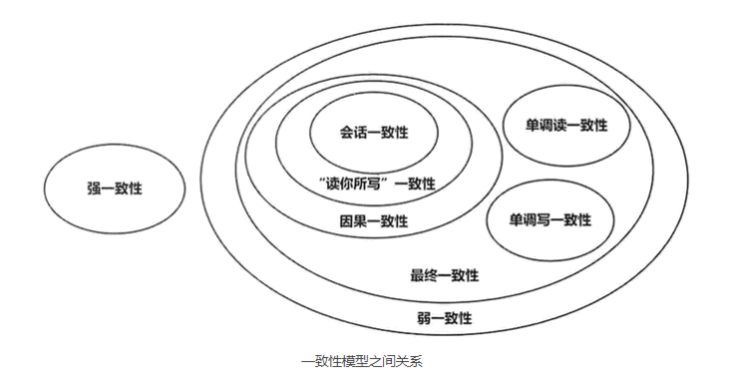 会话一致性
单调读一致性
“读你所写”一致性
强一致性
因果一致性
单调写一致性
最终一致性
弱一致性
一致性模型之间关系